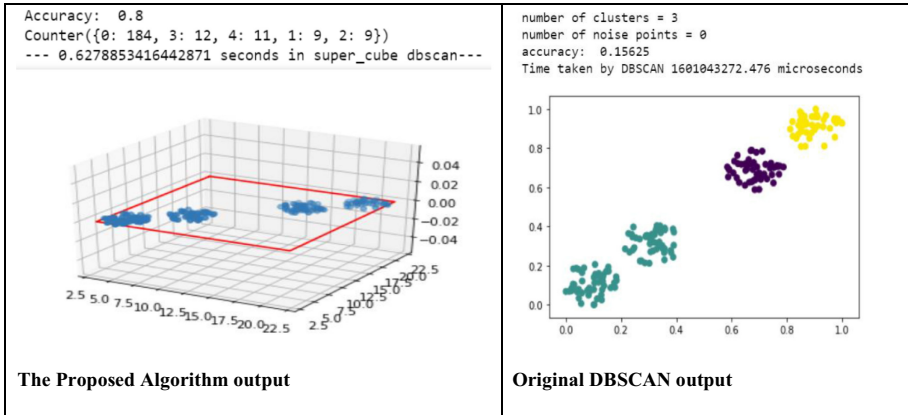 Accuracy:  0.8
Counter({0: 184, 3: 12, 4: 11, 1: 9, 2: 9})
--- 0.6278853416442871 seconds in super_cube dbscan---
0.04
0.02
0.00
−0.02
−0.04
2.5 5.0 7.5 10.0 12.5 15.0 17.5 20.0 22.5
2.5 5.0 7.5 10.0 12.5 15.0 17.5 20.0 22.5
The Proposed Algorithm output
number of clusters = 3
number of noise points = 0
accuracy:  0.15625
Time taken by DBSCAN 1601043272.476 microseconds
1.0
0.8
0.6
0.4
0.2
0.0
0.0 0.2 0.4 0.6 0.8 1.0
Original DBSCAN output